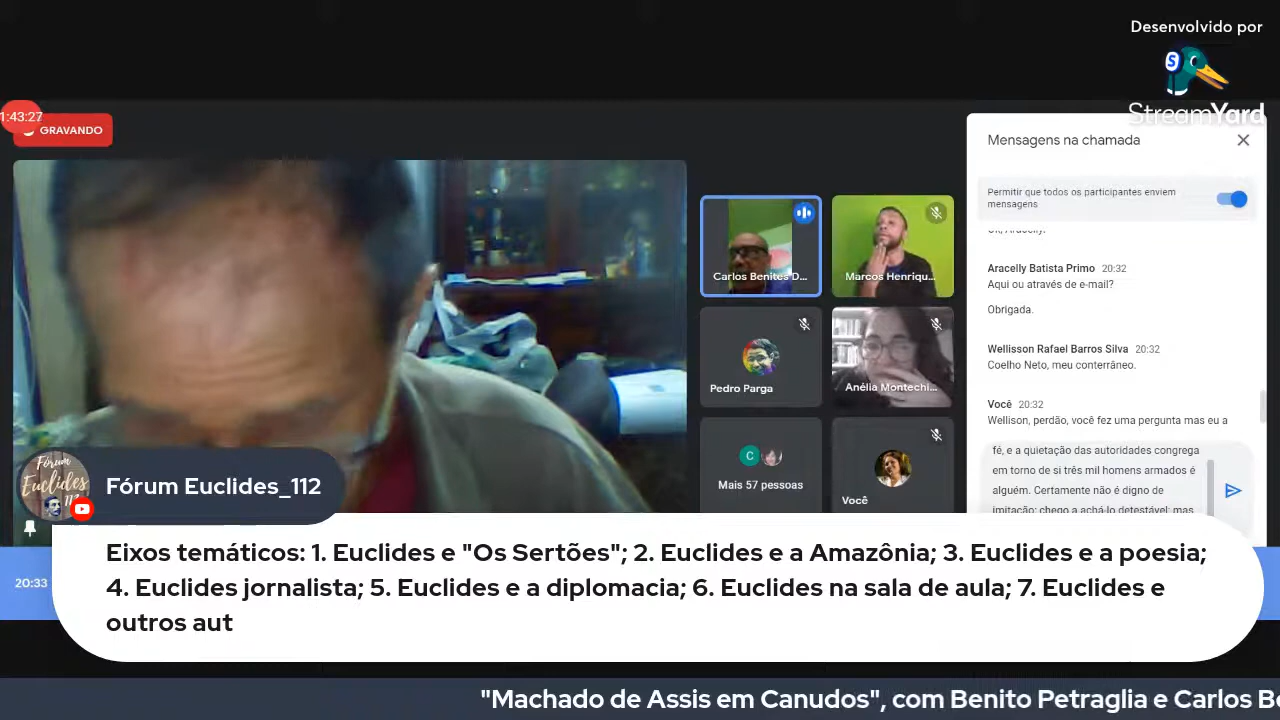 Desenvolvido por
StreamYard
1:43:27
GRAVANDO
Mensagens na chamada
Permitir que todos os participantes enviem
mensagens
Ok, Aracelly.
Aracelly Batista Primo 20:32
Aqui ou através de e-mail?
Obrigada.
Wellisson Rafael Barros Silva 20:32
Coelho Neto, meu conterrâneo.
Você 20:32
Wellison, perdão, você fez uma pergunta mas eu a
fé, e a quietação das autoridades congrega
em torno de si três mil homens armados é
alguém. Certamente não é digno de
imitação; chego a achá-lo detestável; mas
Carlos Benites D...
Marcos Henriqu...
Pedro Parga
Anélia Montechi...
C
Mais 57 pessoas
Você
Fórum
Euclides
112
Fórum Euclides_112
20:33
Eixos temáticos: 1. Euclides e "Os Sertões"; 2. Euclides e a Amazônia; 3. Euclides e a poesia;
4. Euclides jornalista; 5. Euclides e a diplomacia; 6. Euclides na sala de aula; 7. Euclides e
outros aut
"Machado de Assis em Canudos", com Benito Petraglia e Carlos B